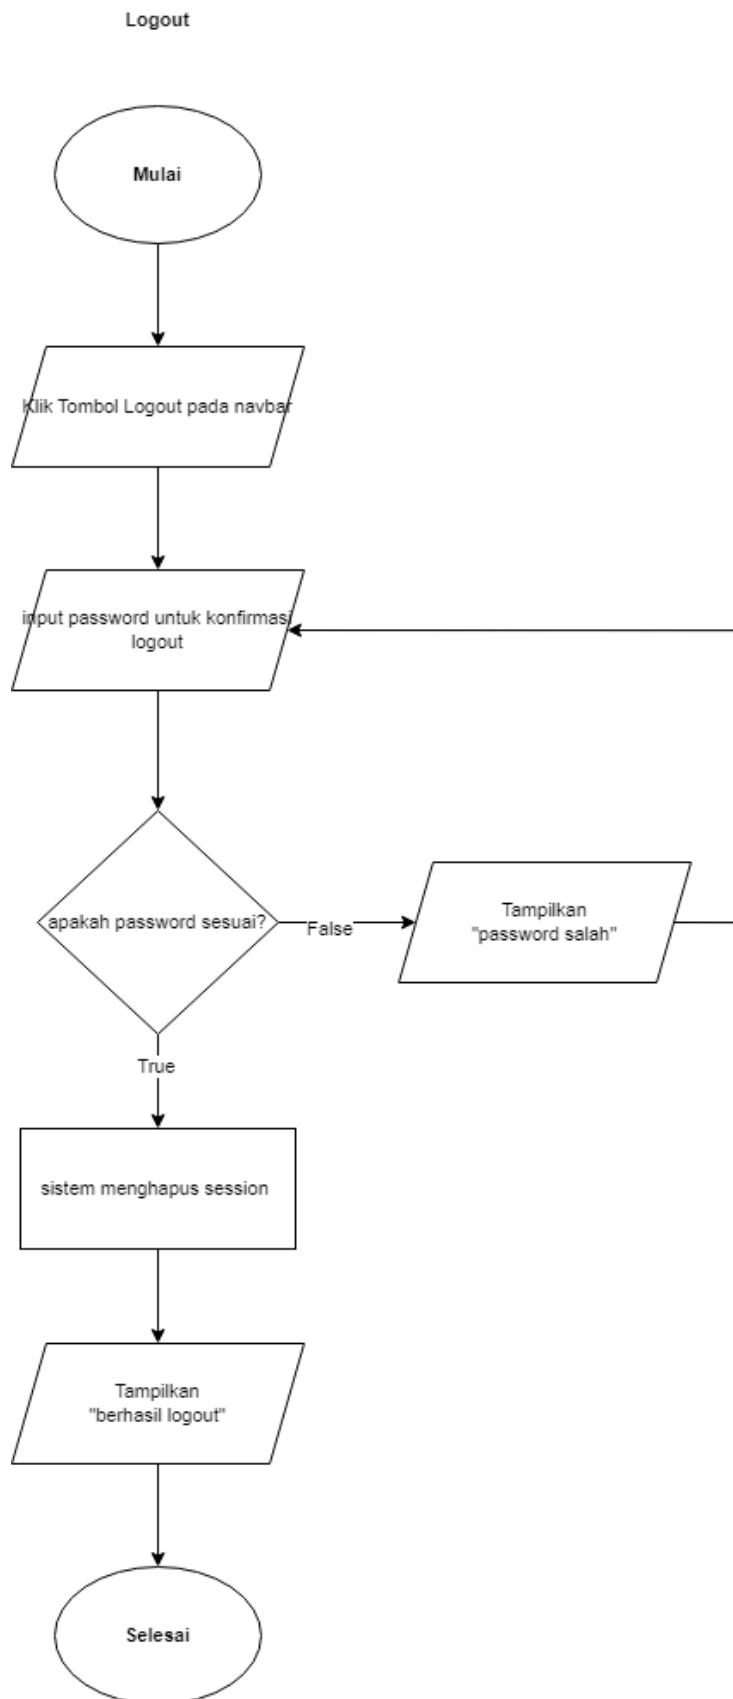 Logout
Mulai
Klik Tombol Logout pada navbar
input password untuk konfirmasi
logout
apakah password sesuai?
False
Tampilkan
"password salah"
True
sistem menghapus session
Tampilkan
"berhasil logout"
Selesai